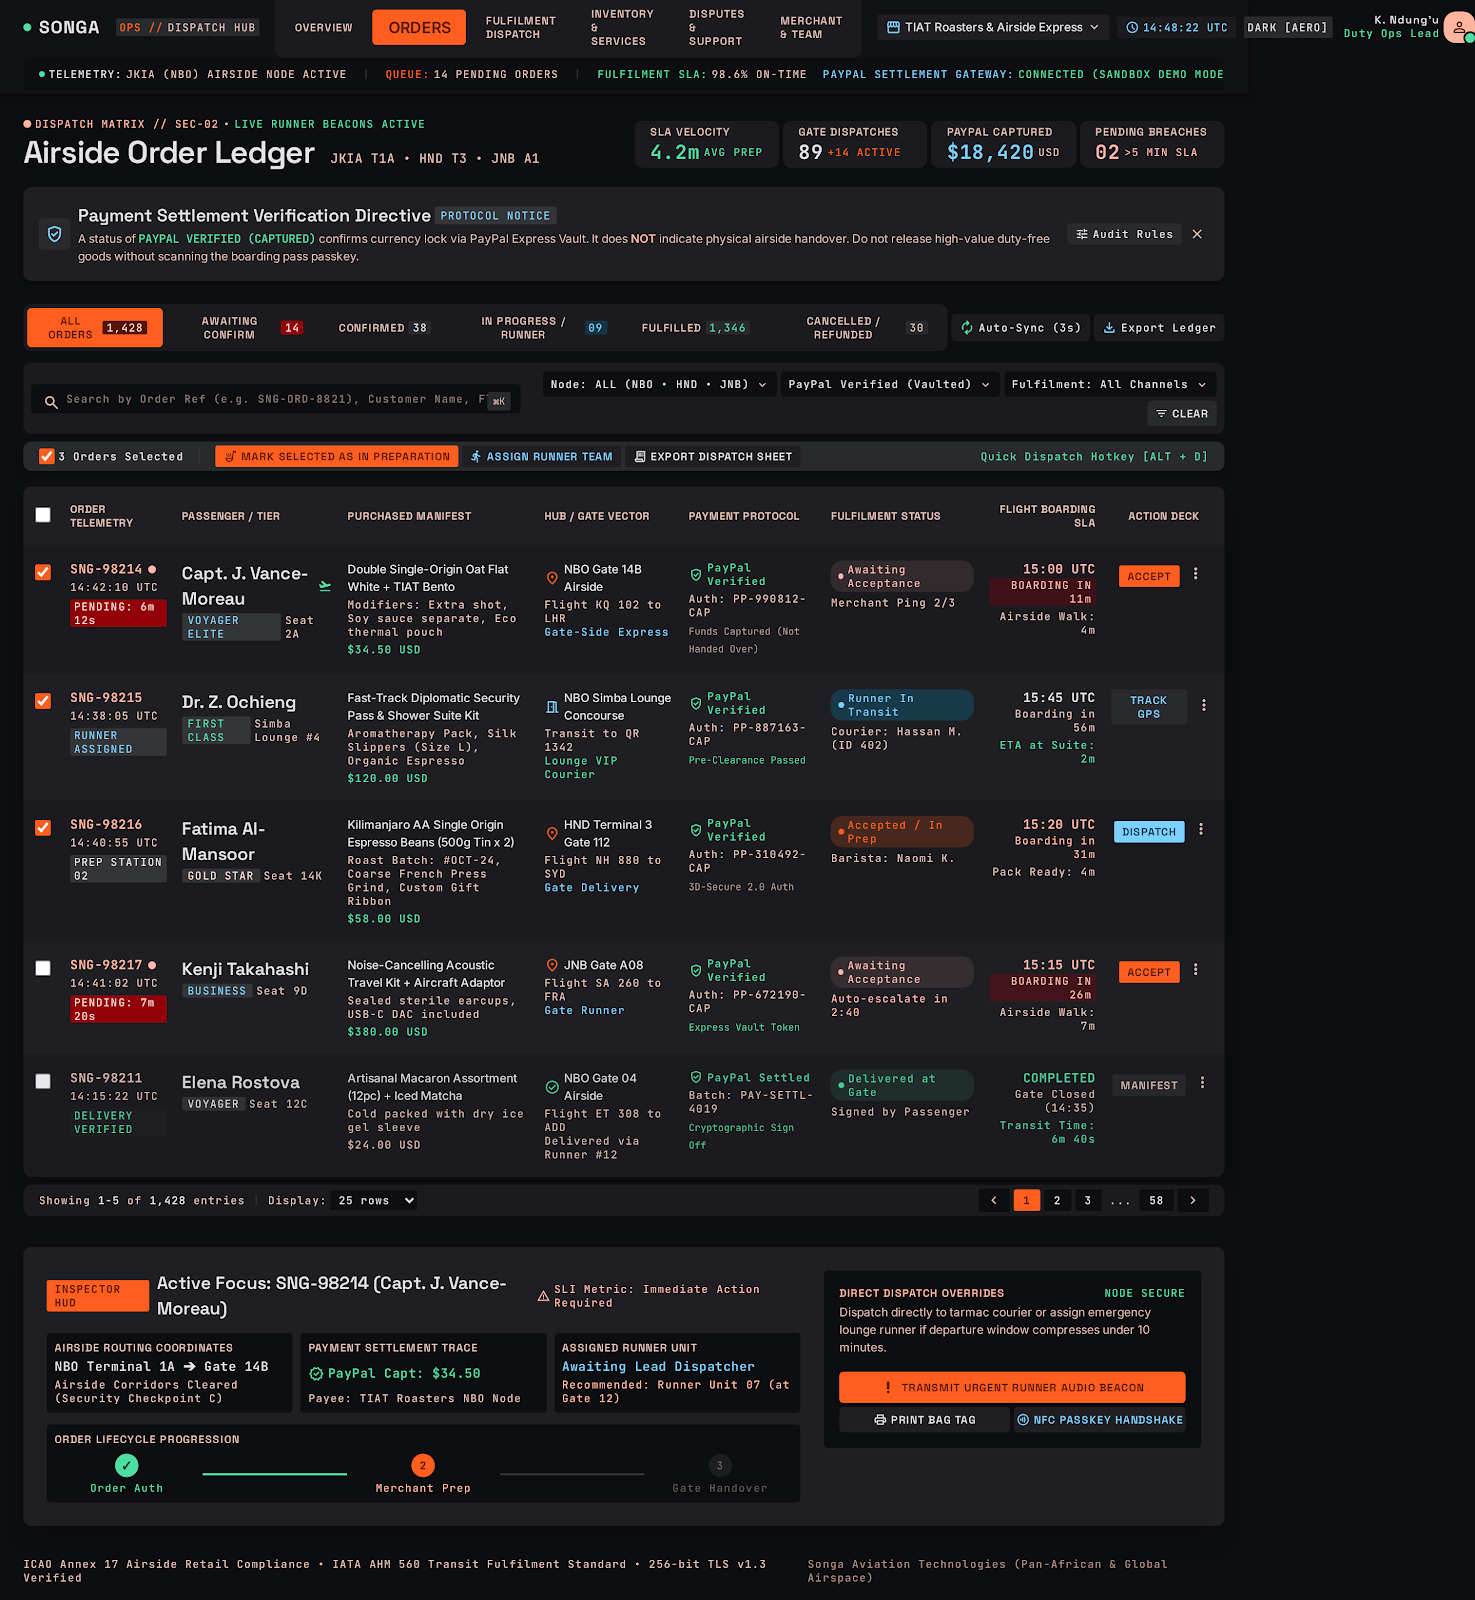 SONGA
OPS // DISPATCH HUB
OVERVIEW
ORDERS
FULFILMENT
DISPATCH
INVENTORY
&
SERVICES
DISPUTES
&
SUPPORT
MERCHANT
& TEAM
TIAT Roasters & Airside Express
14:48:22 UTC
DARK [AERO]
K. Ndung'u
Duty Ops Lead
TELEMETRY: JKIA (NBO) AIRSIDE NODE ACTIVE
QUEUE: 14 PENDING ORDERS
FULFILMENT SLA: 98.6% ON-TIME
PAYPAL SETTLEMENT GATEWAY: CONNECTED (SANDBOX DEMO MODE
DISPATCH MATRIX // SEC-02 • LIVE RUNNER BEACONS ACTIVE
Airside Order Ledger JKIA T1A • HND T3 • JNB A1
SLA VELOCITY
4.2m AVG PREP
GATE DISPATCHES
89 +14 ACTIVE
PAYPAL CAPTURED
$18,420 USD
PENDING BREACHES
02 >5 MIN SLA
Payment Settlement Verification Directive PROTOCOL NOTICE
A status of PAYPAL VERIFIED (CAPTURED) confirms currency lock via PayPal Express Vault. It does NOT indicate physical airside handover. Do not release high-value duty-free
goods without scanning the boarding pass passkey.
Audit Rules
ALL
ORDERS
1,428
AWAITING
CONFIRM
14
CONFIRMED 38
IN PROGRESS /
RUNNER
09
FULFILLED 1,346
CANCELLED /
REFUNDED
30
Auto-Sync (3s)
Export Ledger
Search by Order Ref (e.g. SNG-ORD-8821), Customer Name, F
⌘K
Node: ALL (NBO • HND • JNB)
PayPal Verified (Vaulted)
Fulfilment: All Channels
CLEAR
3 Orders Selected
MARK SELECTED AS IN PREPARATION
ASSIGN RUNNER TEAM
EXPORT DISPATCH SHEET
Quick Dispatch Hotkey [ALT + D]
ORDER
TELEMETRY
PASSENGER / TIER
PURCHASED MANIFEST
HUB / GATE VECTOR
PAYMENT PROTOCOL
FULFILMENT STATUS
FLIGHT BOARDING
SLA
ACTION DECK
SNG-98214
14:42:10 UTC
PENDING: 6m
12s
Capt. J. Vance-
Moreau
VOYAGER
ELITE
Seat
2A
Double Single-Origin Oat Flat
White + TIAT Bento
Modifiers: Extra shot,
Soy sauce separate, Eco
thermal pouch
$34.50 USD
NBO Gate 14B
Airside
Flight KQ 102 to
LHR
Gate-Side Express
PayPal
Verified
Auth: PP-990812-
CAP
Funds Captured (Not
Handed Over)
Awaiting
Acceptance
Merchant Ping 2/3
15:00 UTC
BOARDING IN
11m
Airside Walk:
4m
ACCEPT
SNG-98215
14:38:05 UTC
RUNNER
ASSIGNED
Dr. Z. Ochieng
FIRST
CLASS
Simba
Lounge #4
Fast-Track Diplomatic Security
Pass & Shower Suite Kit
Aromatherapy Pack, Silk
Slippers (Size L),
Organic Espresso
$120.00 USD
NBO Simba Lounge
Concourse
Transit to QR
1342
Lounge VIP
Courier
PayPal
Verified
Auth: PP-887163-
CAP
Pre-Clearance Passed
Runner In
Transit
Courier: Hassan M.
(ID 402)
15:45 UTC
Boarding in
56m
ETA at Suite:
2m
TRACK
GPS
SNG-98216
14:40:55 UTC
PREP STATION
02
Fatima Al-
Mansoor
GOLD STAR Seat 14K
Kilimanjaro AA Single Origin
Espresso Beans (500g Tin x 2)
Roast Batch: #OCT-24,
Coarse French Press
Grind, Custom Gift
Ribbon
$58.00 USD
HND Terminal 3
Gate 112
Flight NH 880 to
SYD
Gate Delivery
PayPal
Verified
Auth: PP-310492-
CAP
3D-Secure 2.0 Auth
Accepted / In
Prep
Barista: Naomi K.
15:20 UTC
Boarding in
31m
Pack Ready: 4m
DISPATCH
SNG-98217
14:41:02 UTC
PENDING: 7m
20s
Kenji Takahashi
BUSINESS Seat 9D
Noise-Cancelling Acoustic
Travel Kit + Aircraft Adaptor
Sealed sterile earcups,
USB-C DAC included
$380.00 USD
JNB Gate A08
Flight SA 260 to
FRA
Gate Runner
PayPal
Verified
Auth: PP-672190-
CAP
Express Vault Token
Awaiting
Acceptance
Auto-escalate in
2:40
15:15 UTC
BOARDING IN
26m
Airside Walk:
7m
ACCEPT
SNG-98211
14:15:22 UTC
DELIVERY
VERIFIED
Elena Rostova
VOYAGER Seat 12C
Artisanal Macaron Assortment
(12pc) + Iced Matcha
Cold packed with dry ice
gel sleeve
$24.00 USD
NBO Gate 04
Airside
Flight ET 308 to
ADD
Delivered via
Runner #12
PayPal Settled
Batch: PAY-SETTL-
4019
Cryptographic Sign
Off
Delivered at
Gate
Signed by Passenger
COMPLETED
Gate Closed
(14:35)
Transit Time:
6m 40s
MANIFEST
Showing 1-5 of 1,428 entries
Display: 25 rows
1 2 3 ... 58
INSPECTOR
HUD
Active Focus: SNG-98214 (Capt. J. Vance-
Moreau)
SLI Metric: Immediate Action
Required
AIRSIDE ROUTING COORDINATES
NBO Terminal 1A ➔ Gate 14B
Airside Corridors Cleared
(Security Checkpoint C)
PAYMENT SETTLEMENT TRACE
PayPal Capt: $34.50
Payee: TIAT Roasters NBO Node
ASSIGNED RUNNER UNIT
Awaiting Lead Dispatcher
Recommended: Runner Unit 07 (at
Gate 12)
ORDER LIFECYCLE PROGRESSION
✓
Order Auth
2
Merchant Prep
3
Gate Handover
DIRECT DISPATCH OVERRIDES
NODE SECURE
Dispatch directly to tarmac courier or assign emergency
lounge runner if departure window compresses under 10
minutes.
TRANSMIT URGENT RUNNER AUDIO BEACON
PRINT BAG TAG
NFC PASSKEY HANDSHAKE
ICAO Annex 17 Airside Retail Compliance • IATA AHM 560 Transit Fulfilment Standard • 256-bit TLS v1.3
Verified
Songa Aviation Technologies (Pan-African & Global
Airspace)